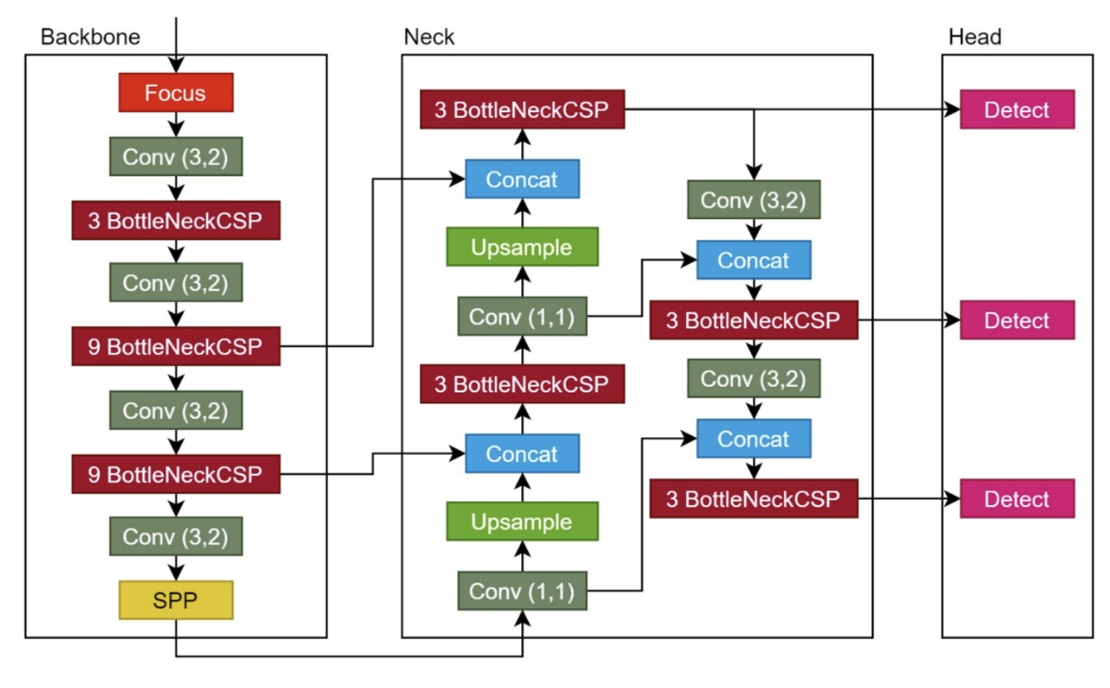 Backbone
Focus
Conv (3,2)
3 BottleNeckCSP
Conv (3,2)
9 BottleNeckCSP
Conv (3,2)
9 BottleNeckCSP
Conv (3,2)
SPP
Neck
3 BottleNeckCSP
Concat
Upsample
Conv (1,1)
3 BottleNeckCSP
Concat
Upsample
Conv (1,1)
Conv (3,2)
Concat
3 BottleNeckCSP
Conv (3,2)
Concat
3 BottleNeckCSP
Head
Detect
Detect
Detect